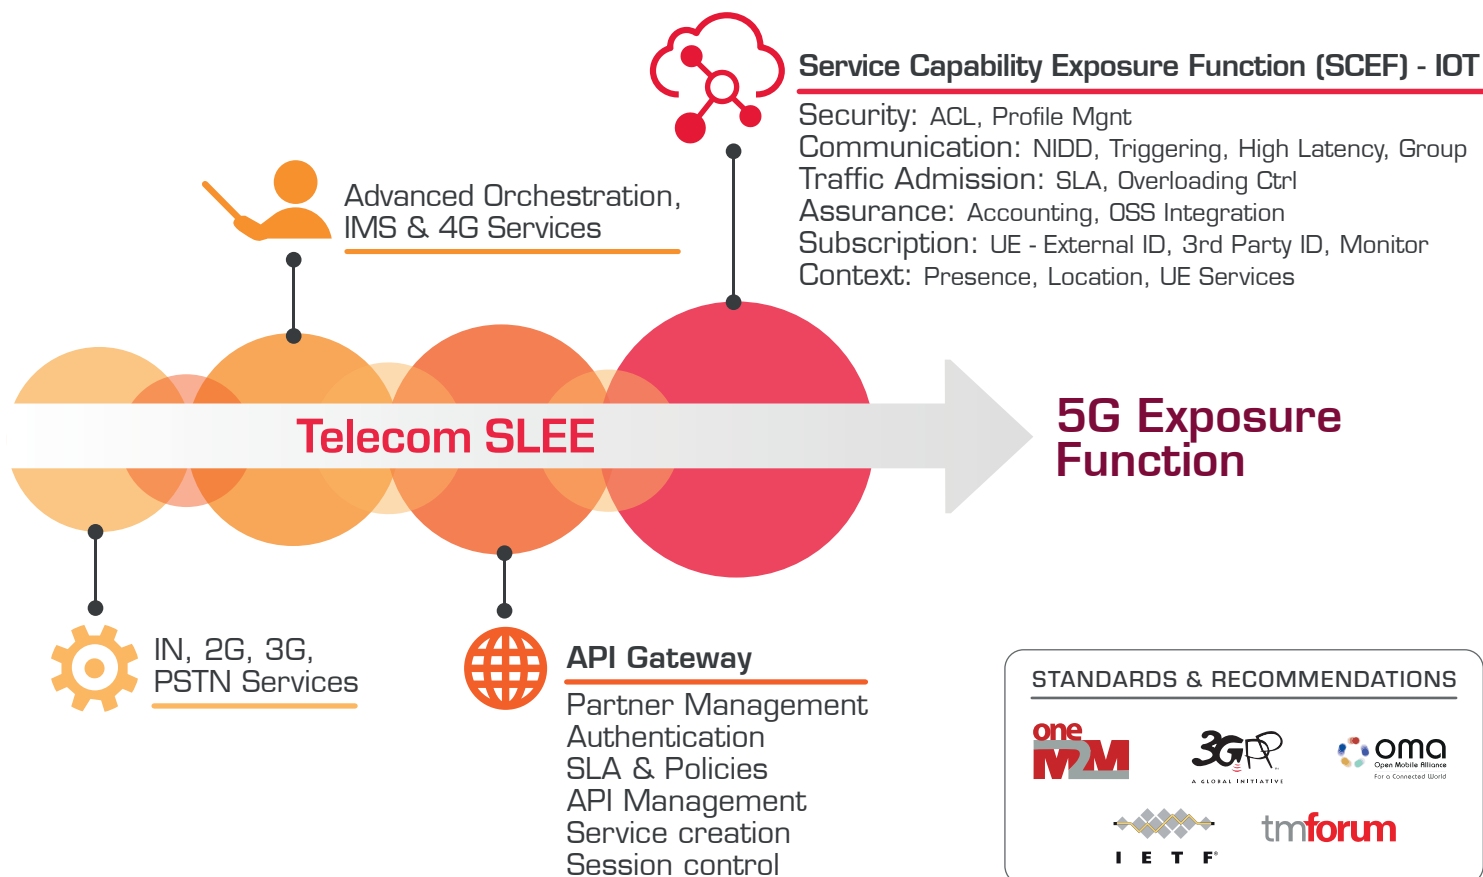 Service Capability Exposure Function (SCEF) - IOT
Security: ACL, Profile Mgnt
Communication: NIDD, Triggering, High Latency, Group
Traffic Admission: SLA, Overloading Ctrl
Assurance: Accounting, OSS Integration
Subscription: UE - External ID, 3rd Party ID, Monitor
Context: Presence, Location, UE Services
Advanced Orchestration,
IMS & 4G Services
Telecom SLEE
5G Exposure
Function
IN, 2G, 3G,
PSTN Services
API Gateway
Partner Management
Authentication
SLA & Policies
API Management
Service creation
Session control
STANDARDS & RECOMMENDATIONS
one
M2M
3GPP
A GLOBAL INITIATIVE
oma
Open Mobile Alliance
For a Connected World
IETF®
tmforum